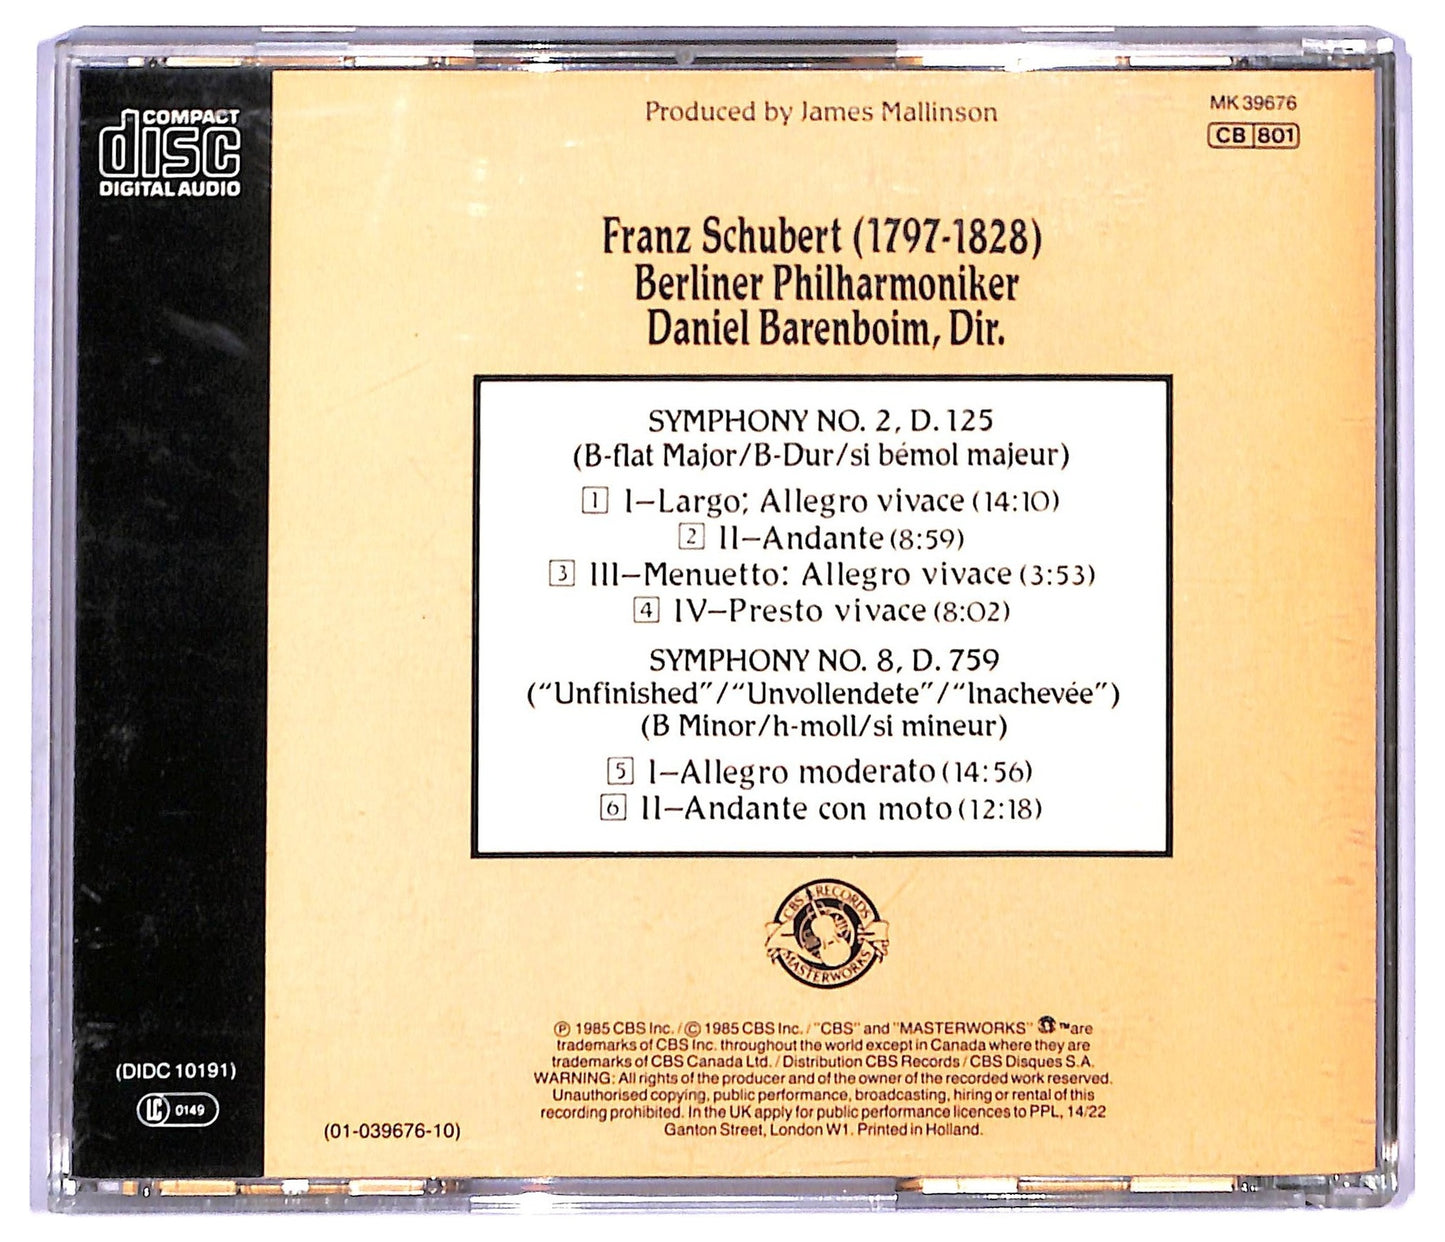 COMPACT
disc
DIGITAL AUDIO
Produced by James Mallinson
MK 39676
CB 801
Franz Schubert (1797-1828)
Berliner Philharmoniker
Daniel Barenboim, Dir.
SYMPHONY NO. 2, D. 125
(B-flat Major/B-Dur/si bémol majeur)
1 I–Largo; Allegro vivace (14:10)
2 II–Andante (8:59)
3 III–Menuetto: Allegro vivace (3:53)
4 IV–Presto vivace (8:02)
SYMPHONY NO. 8, D. 759
(“Unfinished”/“Unvollendete”/“Inachevée”)
(B Minor/h-moll/si mineur)
5 I–Allegro moderato (14:56)
6 II–Andante con moto (12:18)
CBS RECORDS
MASTERWORKS
℗ 1985 CBS Inc. / © 1985 CBS Inc. / "CBS" and "MASTERWORKS" ™ are
trademarks of CBS Inc. throughout the world except in Canada where they are
trademarks of CBS Canada Ltd. / Distribution CBS Records / CBS Disques S.A.
WARNING: All rights of the producer and of the owner of the recorded work reserved.
Unauthorised copying, public performance, broadcasting, hiring or rental of this
recording prohibited. In the UK apply for public performance licences to PPL, 14/22
Ganton Street, London W1. Printed in Holland.
(DIDC 10191)
LC 0149
(01-039676-10)